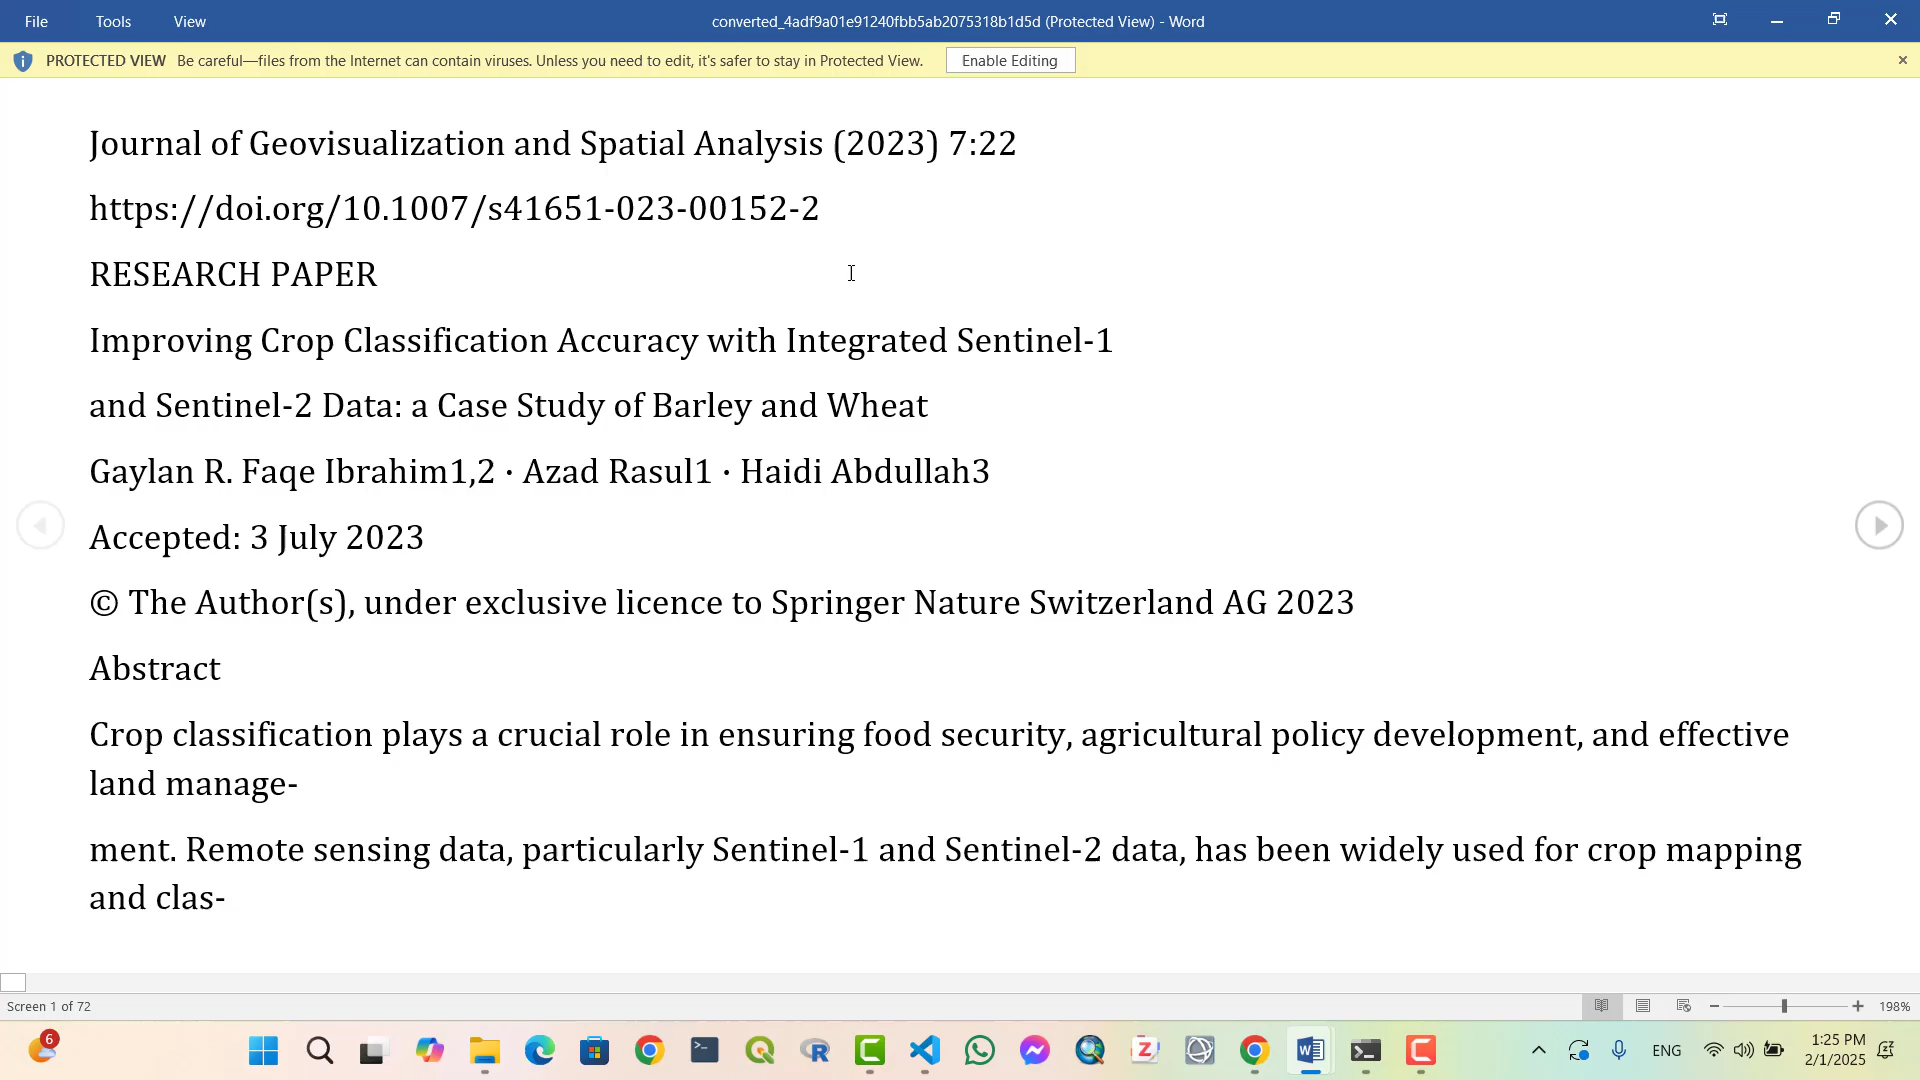 File Tools View converted_4adf9a01e91240fbb5ab2075318b1d5d (Protected View) - Word
PROTECTED VIEW Be careful—files from the Internet can contain viruses. Unless you need to edit, it's safer to stay in Protected View. Enable Editing
Journal of Geovisualization and Spatial Analysis (2023) 7:22
https://doi.org/10.1007/s41651-023-00152-2
RESEARCH PAPER
Improving Crop Classification Accuracy with Integrated Sentinel-1
and Sentinel-2 Data: a Case Study of Barley and Wheat
Gaylan R. Faqe Ibrahim1,2 · Azad Rasul1 · Haidi Abdullah3
Accepted: 3 July 2023
© The Author(s), under exclusive licence to Springer Nature Switzerland AG 2023
Abstract
Crop classification plays a crucial role in ensuring food security, agricultural policy development, and effective
land manage-
ment. Remote sensing data, particularly Sentinel-1 and Sentinel-2 data, has been widely used for crop mapping
and clas-
Screen 1 of 72
198%
6
ENG
1:25 PM
2/1/2025